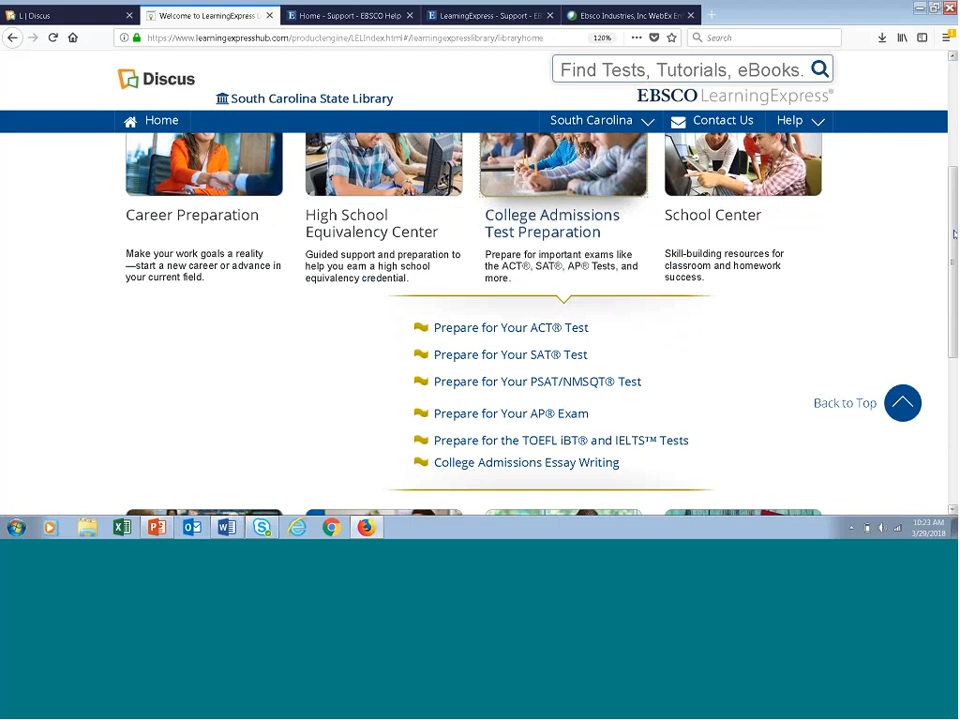 L | Discus
Welcome to LearningExpress L
Home - Support - EBSCO Help
LearningExpress - Support - EB
Ebsco Industries, Inc WebEx En
https://www.learningexpresshub.com/productengine/LELIndex.html#/learningexpresslibrary/libraryhome
120%
Search
Discus
Find Tests, Tutorials, eBooks.
South Carolina State Library
EBSCO LearningExpress®
Home
South Carolina
Contact Us
Help
Career Preparation
Make your work goals a reality
—start a new career or advance in
your current field.
High School
Equivalency Center
Guided support and preparation to
help you earn a high school
equivalency credential.
College Admissions
Test Preparation
Prepare for important exams like
the ACT®, SAT®, AP® Tests, and
more.
School Center
Skill-building resources for
classroom and homework
success.
Prepare for Your ACT® Test
Prepare for Your SAT® Test
Prepare for Your PSAT/NMSQT® Test
Prepare for Your AP® Exam
Prepare for the TOEFL iBT® and IELTS™ Tests
College Admissions Essay Writing
Back to Top
10:23 AM
3/29/2018